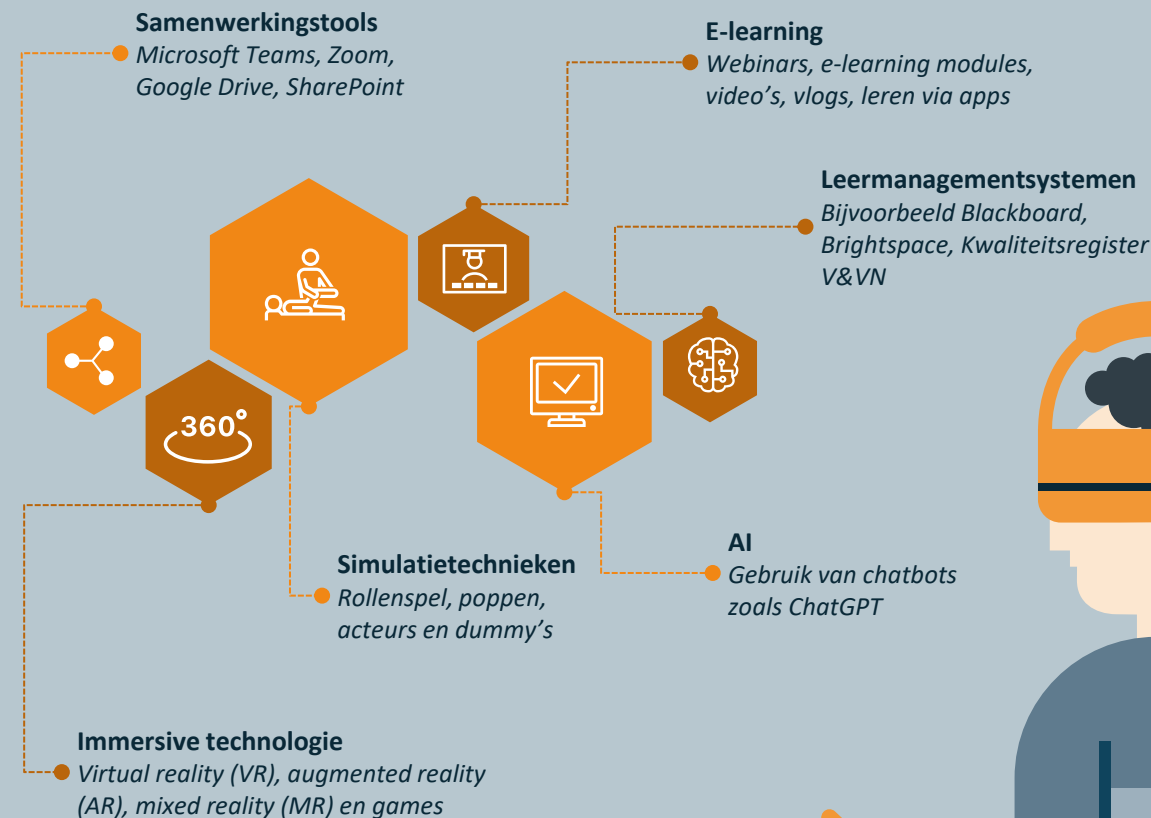 Samenwerkingstools
Microsoft Teams, Zoom,
Google Drive, SharePoint
E-learning
Webinars, e-learning modules,
video’s, vlogs, leren via apps
Leermanagementsystemen
Bijvoorbeeld Blackboard,
Brightspace, Kwaliteitsregister
V&VN
360°
Simulatietechnieken
Rollenspel, poppen,
acteurs en dummy’s
AI
Gebruik van chatbots
zoals ChatGPT
Immersive technologie
Virtual reality (VR), augmented reality
(AR), mixed reality (MR) en games